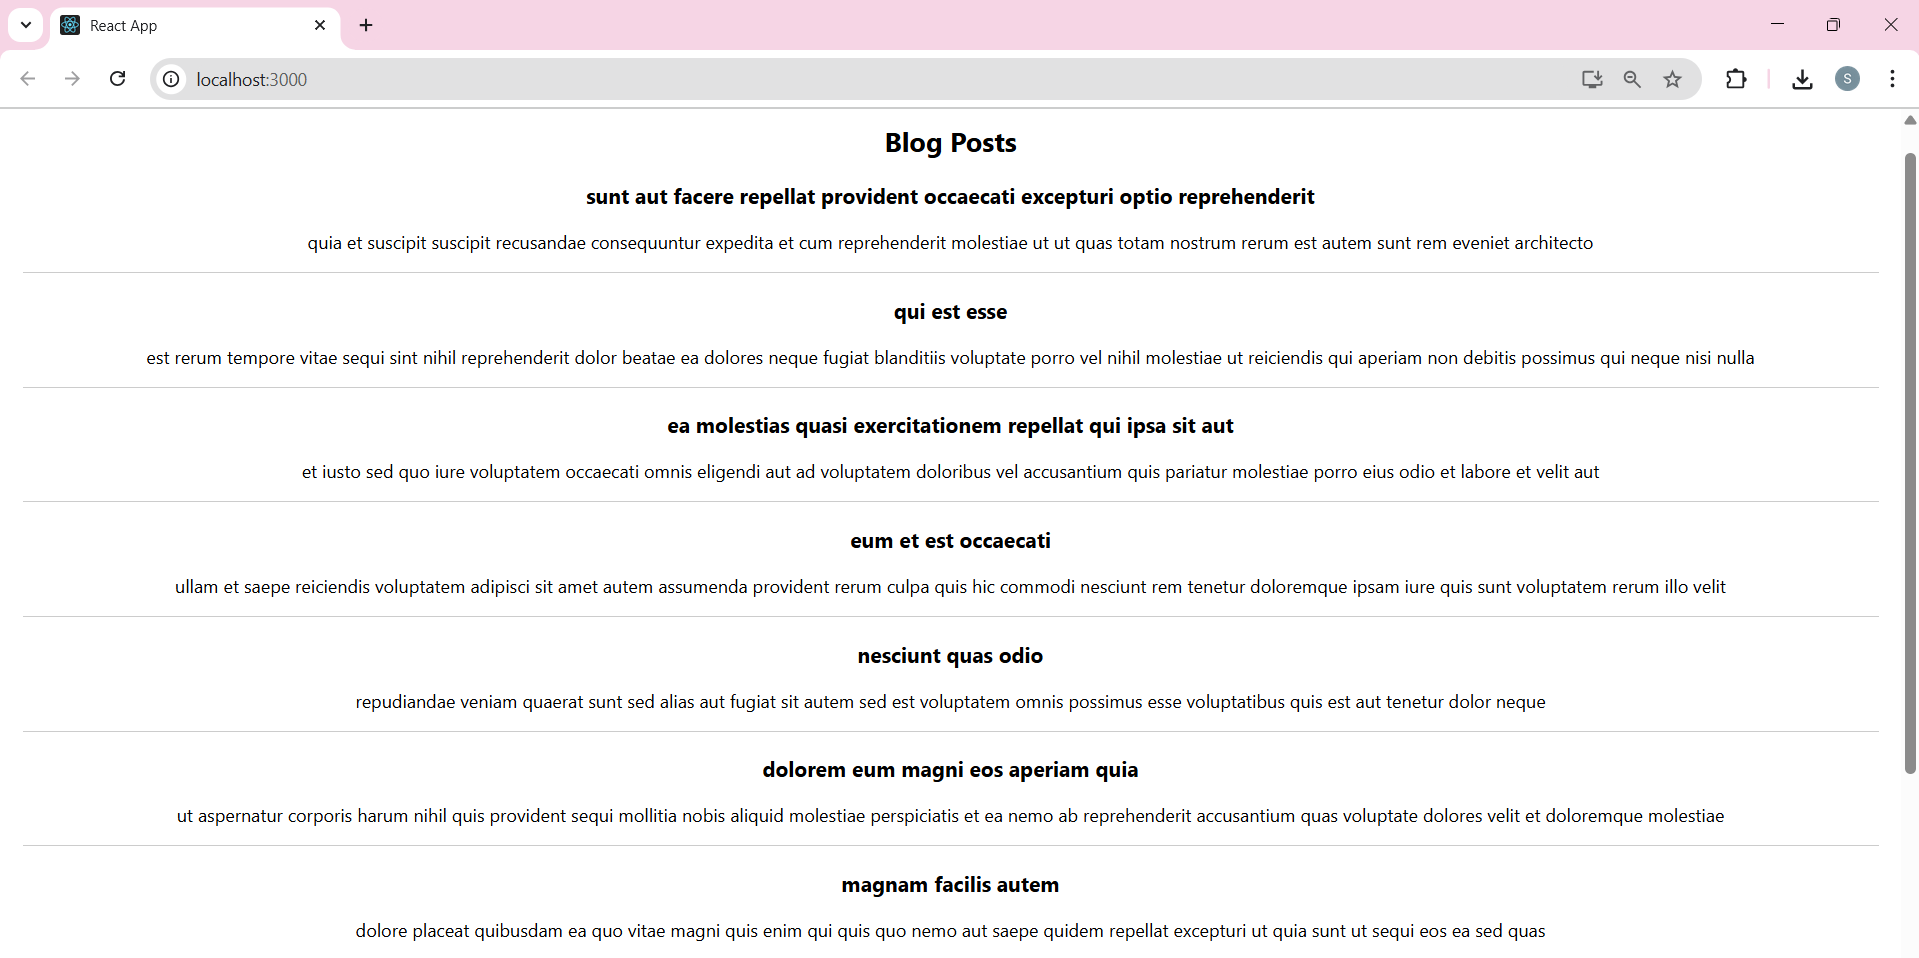 React App
localhost:3000
S
Blog Posts
sunt aut facere repellat provident occaecati excepturi optio reprehenderit
quia et suscipit suscipit recusandae consequuntur expedita et cum reprehenderit molestiae ut ut quas totam nostrum rerum est autem sunt rem eveniet architecto
qui est esse
est rerum tempore vitae sequi sint nihil reprehenderit dolor beatae ea dolores neque fugiat blanditiis voluptate porro vel nihil molestiae ut reiciendis qui aperiam non debitis possimus qui neque nisi nulla
ea molestias quasi exercitationem repellat qui ipsa sit aut
et iusto sed quo iure voluptatem occaecati omnis eligendi aut ad voluptatem doloribus vel accusantium quis pariatur molestiae porro eius odio et labore et velit aut
eum et est occaecati
ullam et saepe reiciendis voluptatem adipisci sit amet autem assumenda provident rerum culpa quis hic commodi nesciunt rem tenetur doloremque ipsam iure quis sunt voluptatem rerum illo velit
nesciunt quas odio
repudiandae veniam quaerat sunt sed alias aut fugiat sit autem sed est voluptatem omnis possimus esse voluptatibus quis est aut tenetur dolor neque
dolorem eum magni eos aperiam quia
ut aspernatur corporis harum nihil quis provident sequi mollitia nobis aliquid molestiae perspiciatis et ea nemo ab reprehenderit accusantium quas voluptate dolores velit et doloremque molestiae
magnam facilis autem
dolore placeat quibusdam ea quo vitae magni quis enim qui quis quo nemo aut saepe quidem repellat excepturi ut quia sunt ut sequi eos ea sed quas